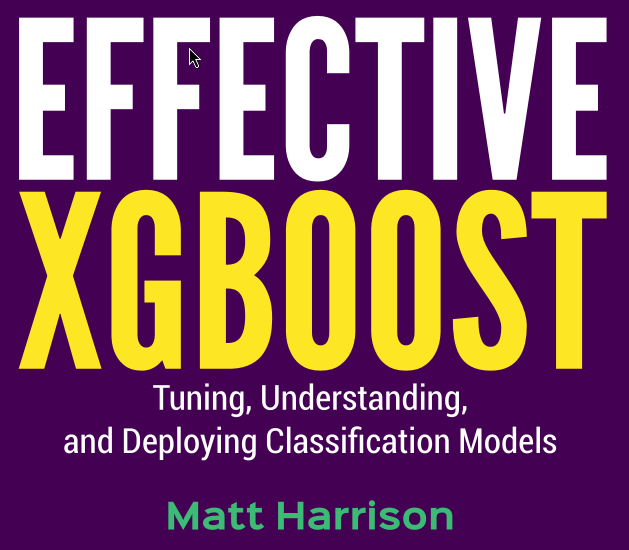 EFFECTIVE
XGBOOST
Tuning, Understanding,
and Deploying Classification Models
Matt Harrison